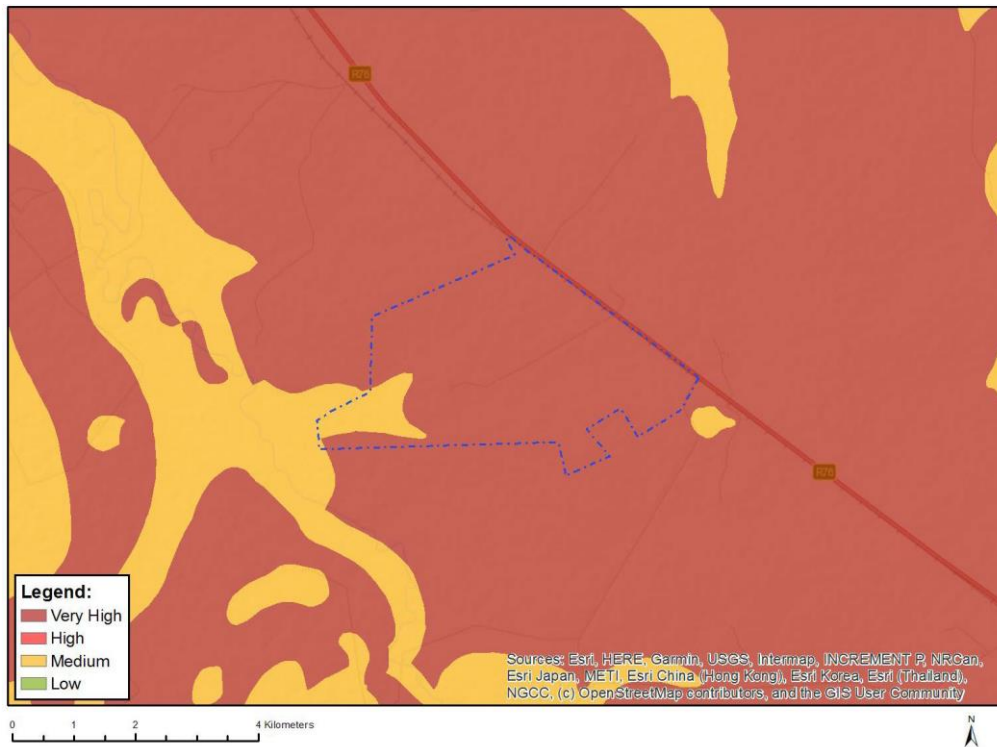 R76
R76
Legend:
Very High
High
Medium
Low
Sources: Esri, HERE, Garmin, USGS, Intermap, INCREMENT P, NRCan,
Esri Japan, METI, Esri China (Hong Kong), Esri Korea, Esri (Thailand),
NGCC, (c) OpenStreetMap contributors, and the GIS User Community
0 1 2 4 Kilometers
N